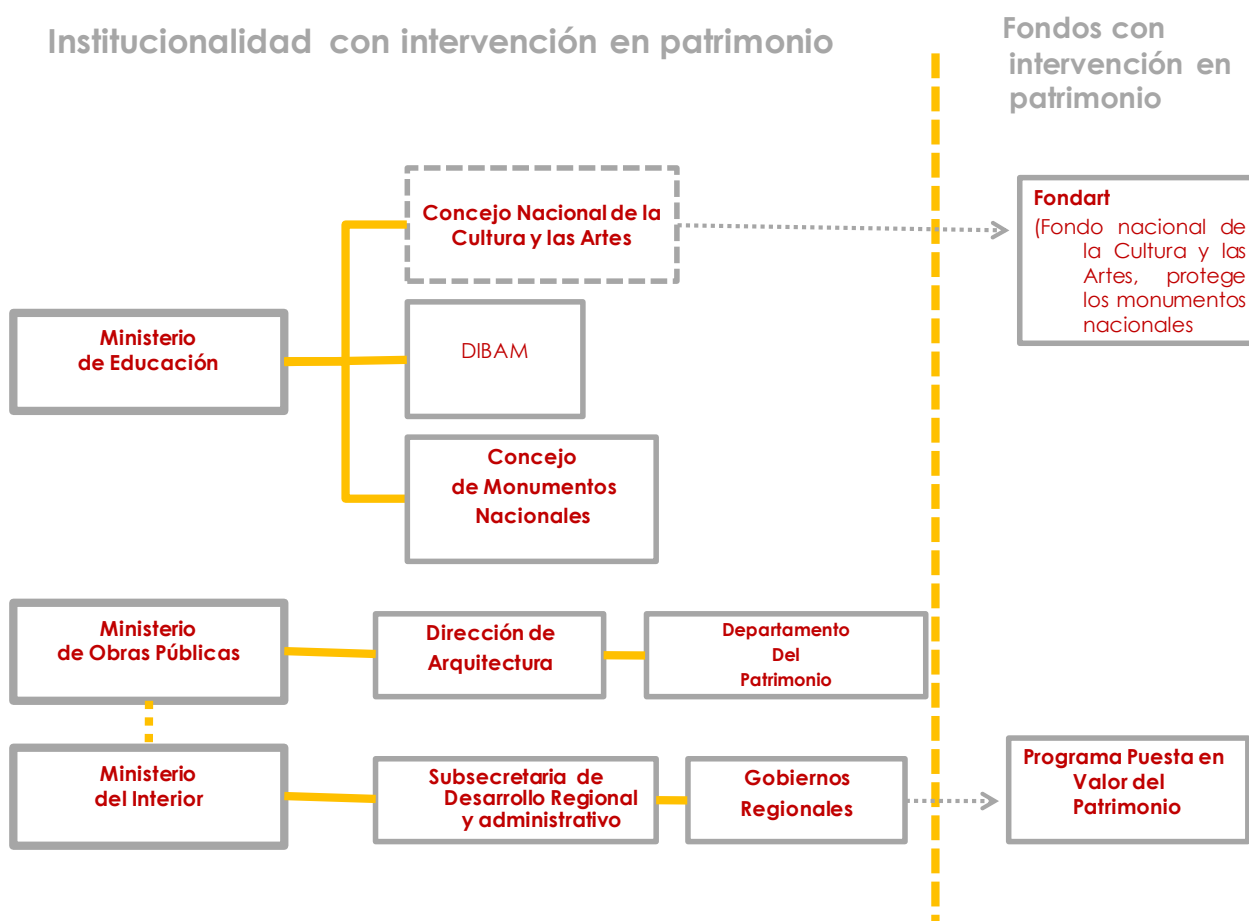 Institucionalidad con intervención en patrimonio
Fondos con
intervención en
patrimonio
Concejo Nacional de la
Cultura y las Artes
Fondart
(Fondo nacional de
la Cultura y las
Artes, protege
los monumentos
nacionales
Ministerio
de Educación
DIBAM
Concejo
de Monumentos
Nacionales
Ministerio
de Obras Públicas
Dirección de
Arquitectura
Departamento
Del
Patrimonio
Ministerio
del Interior
Subsecretaria de
Desarrollo Regional
y administrativo
Gobiernos
Regionales
Programa Puesta en
Valor del
Patrimonio